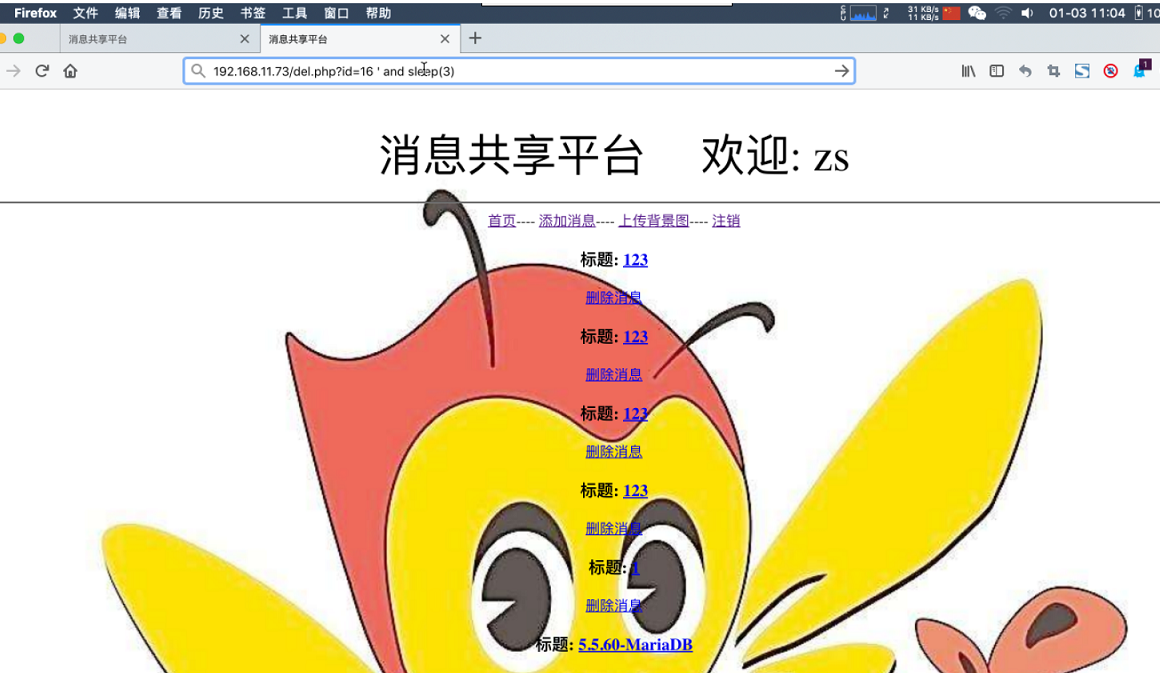 Firefox 文件 编辑 查看 历史 书签 工具 窗口 帮助 31 KB/s 11 KB/s 01-03 11:04 10
消息共享平台 消息共享平台
192.168.11.73/del.php?id=16 ' and sleep(3) 1
消息共享平台 欢迎: zs
首页---- 添加消息---- 上传背景图---- 注销
标题: 123
删除消息
标题: 123
删除消息
标题: 123
删除消息
标题: 123
删除消息
标题: 1
删除消息
标题: 5.5.60-MariaDB